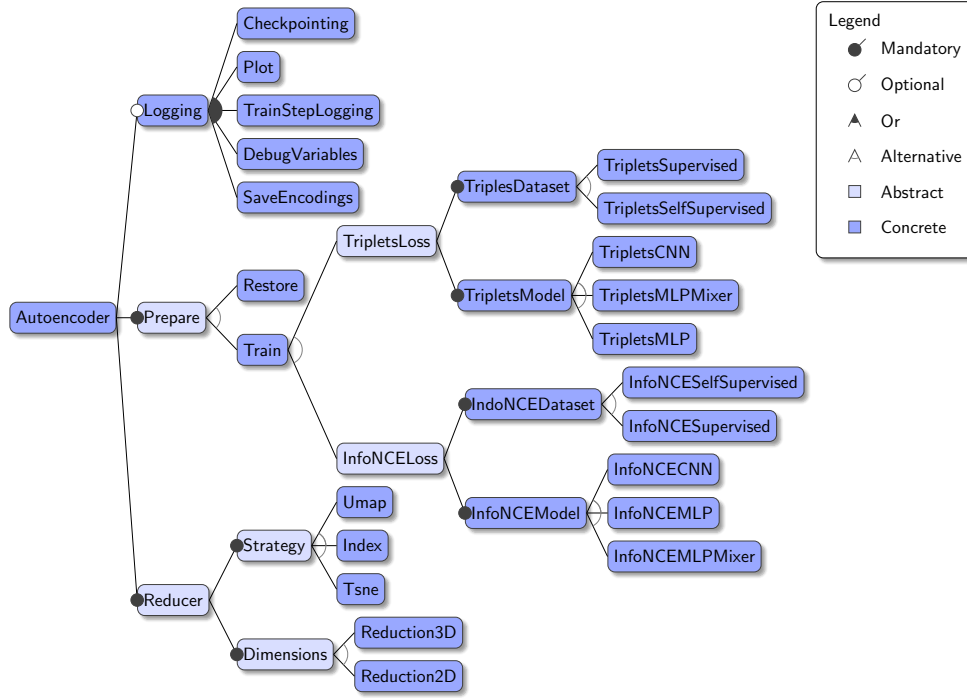 Checkpointing
Plot
Logging
TrainStepLogging
DebugVariables
SaveEncodings
TriplesDataset
TripletsSupervised
TripletsSelfSupervised
TripletsLoss
TripletsCNN
TripletsModel
TripletsMLPMixer
TripletsMLP
Restore
Autoencoder
Prepare
Train
InfoNCESelfSupervised
IndoNCEDataset
InfoNCESupervised
InfoNCELoss
InfoNCECNN
InfoNCEModel
InfoNCEMLP
InfoNCEMLPMixer
Umap
Strategy
Index
Tsne
Reducer
Reduction3D
Dimensions
Reduction2D
Legend
Mandatory
Optional
Or
Alternative
Abstract
Concrete